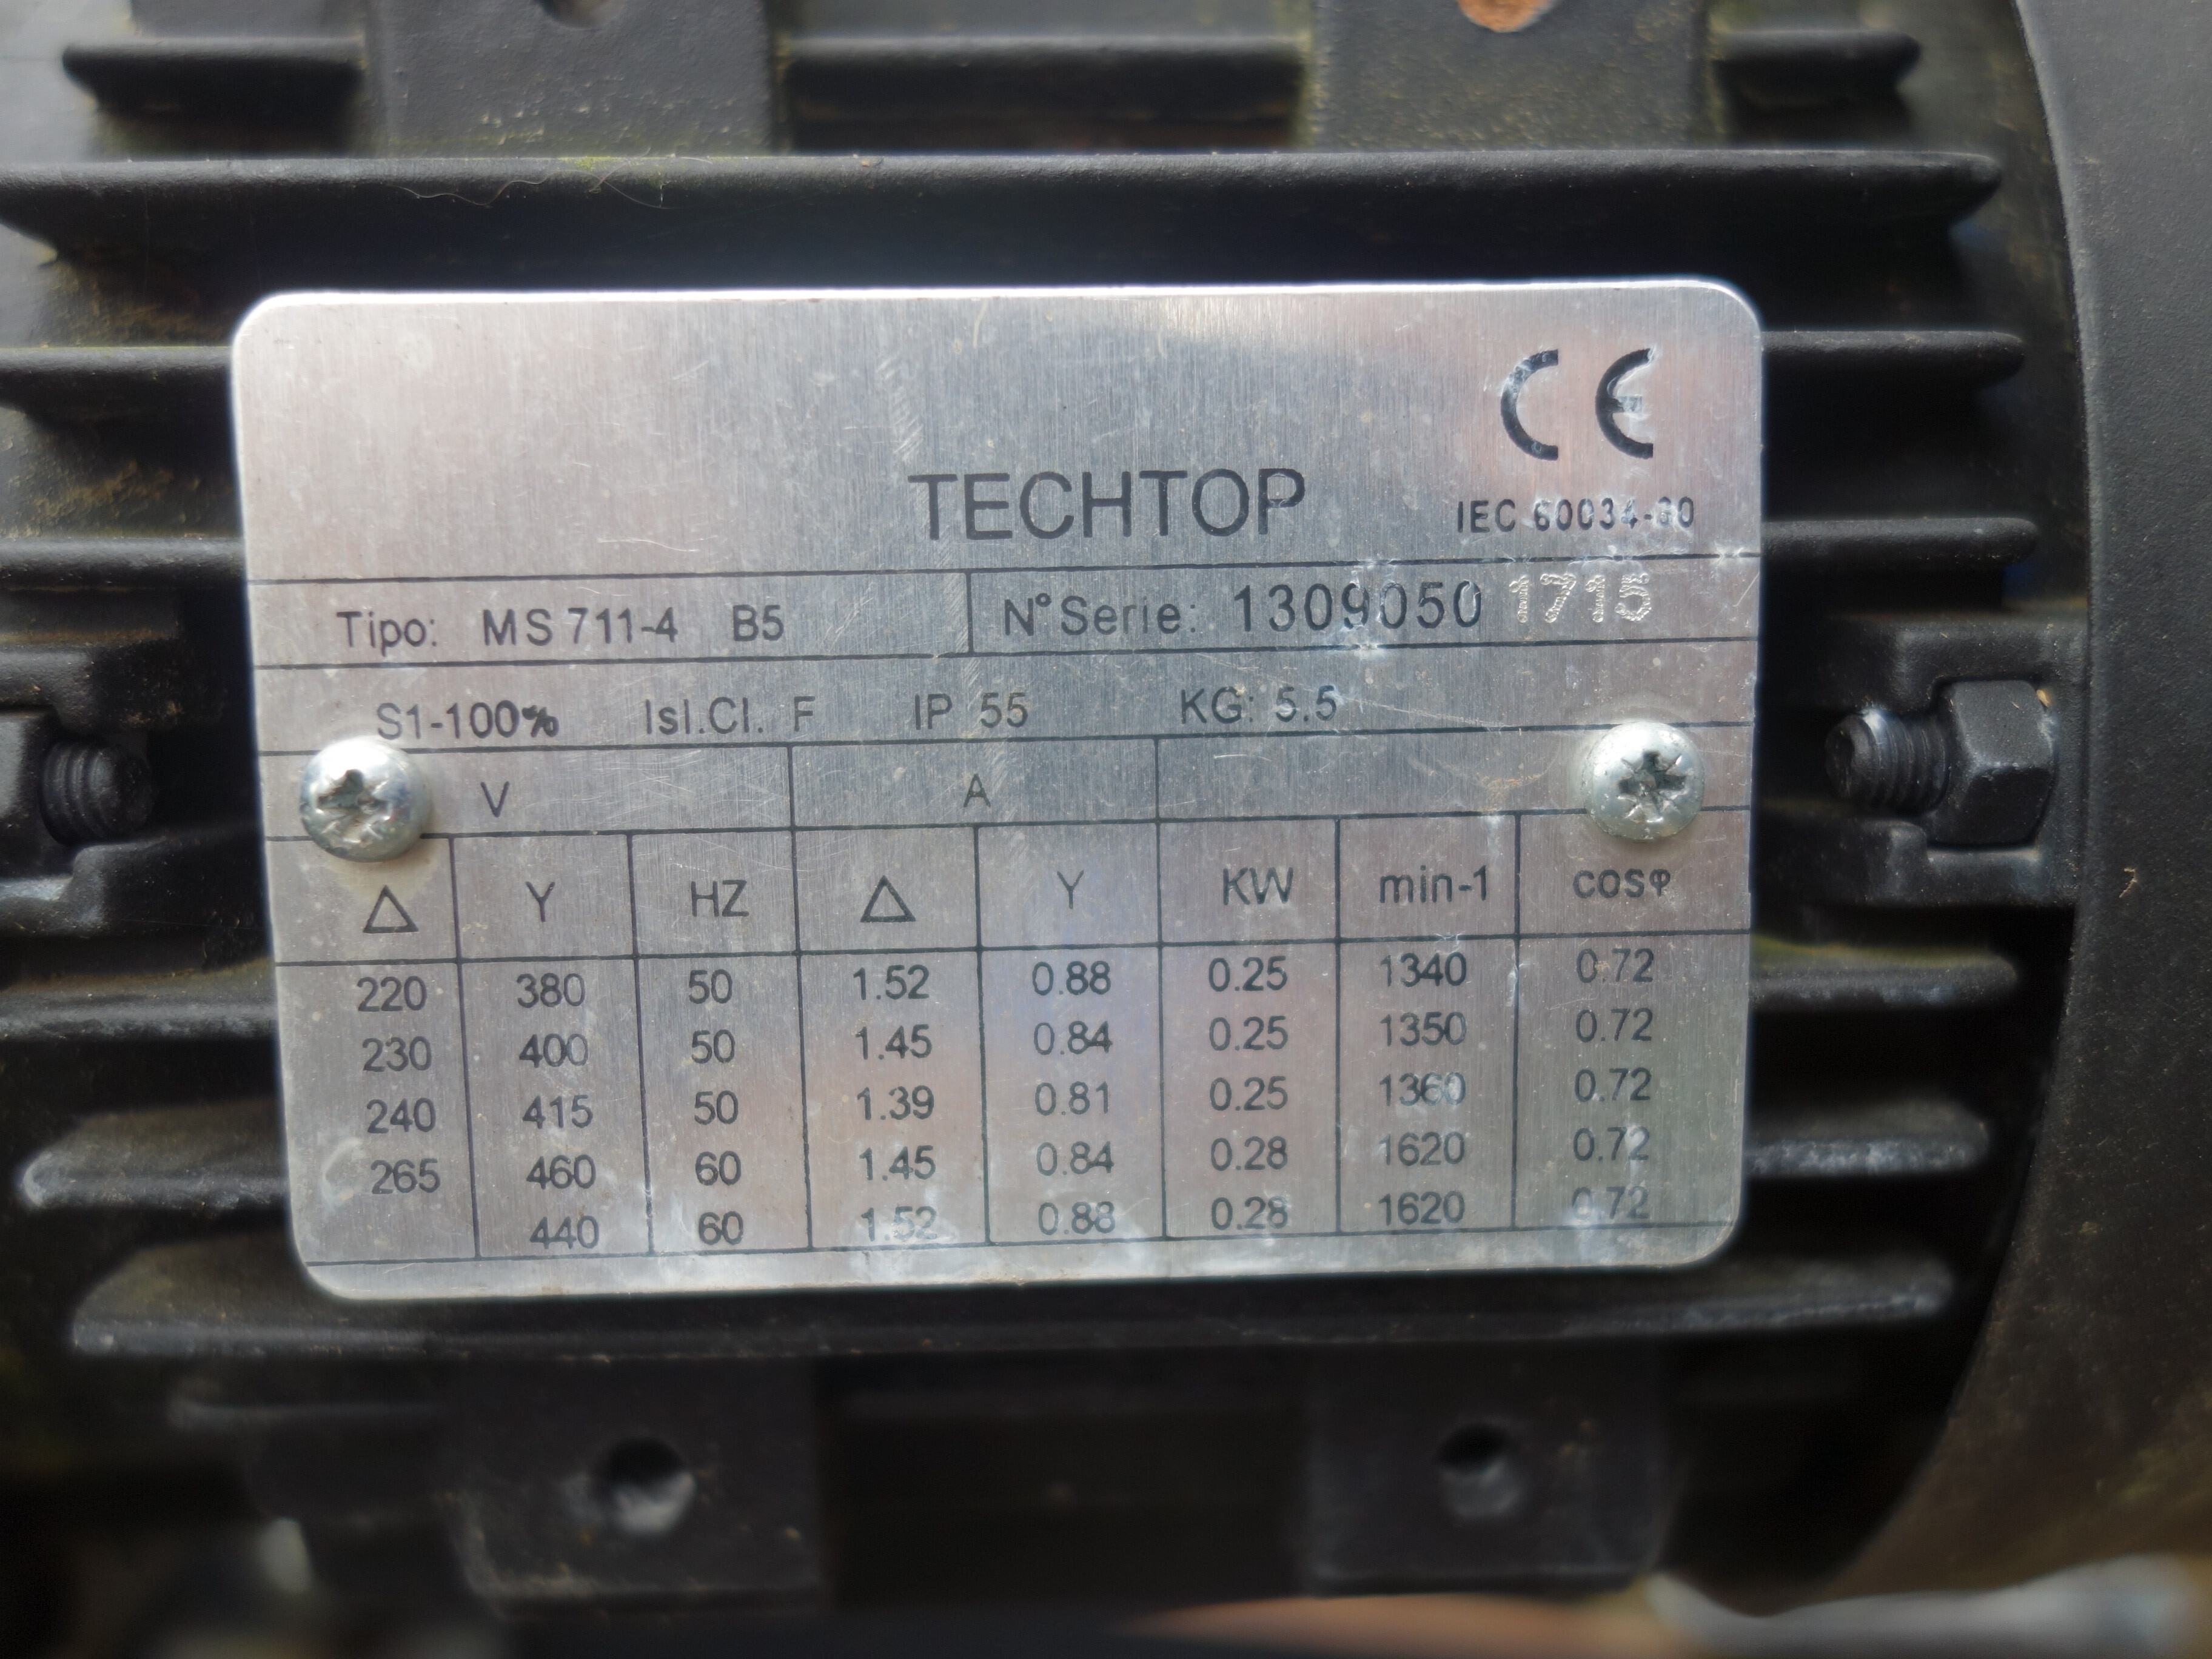 CE
TECHTOP
IEC 60034-30
Tipo: MS 711-4 B5 N° Serie: 1309050 1715
S1-100% Isl.Cl. F IP 55 KG: 5.5
V A
△ Y HZ △ Y KW min-1 cosφ
220 380 50 1.52 0.88 0.25 1340 0.72
230 400 50 1.45 0.84 0.25 1350 0.72
240 415 50 1.39 0.81 0.25 1360 0.72
265 460 60 1.45 0.84 0.28 1620 0.72
440 60 1.52 0.88 0.28 1620 0.72